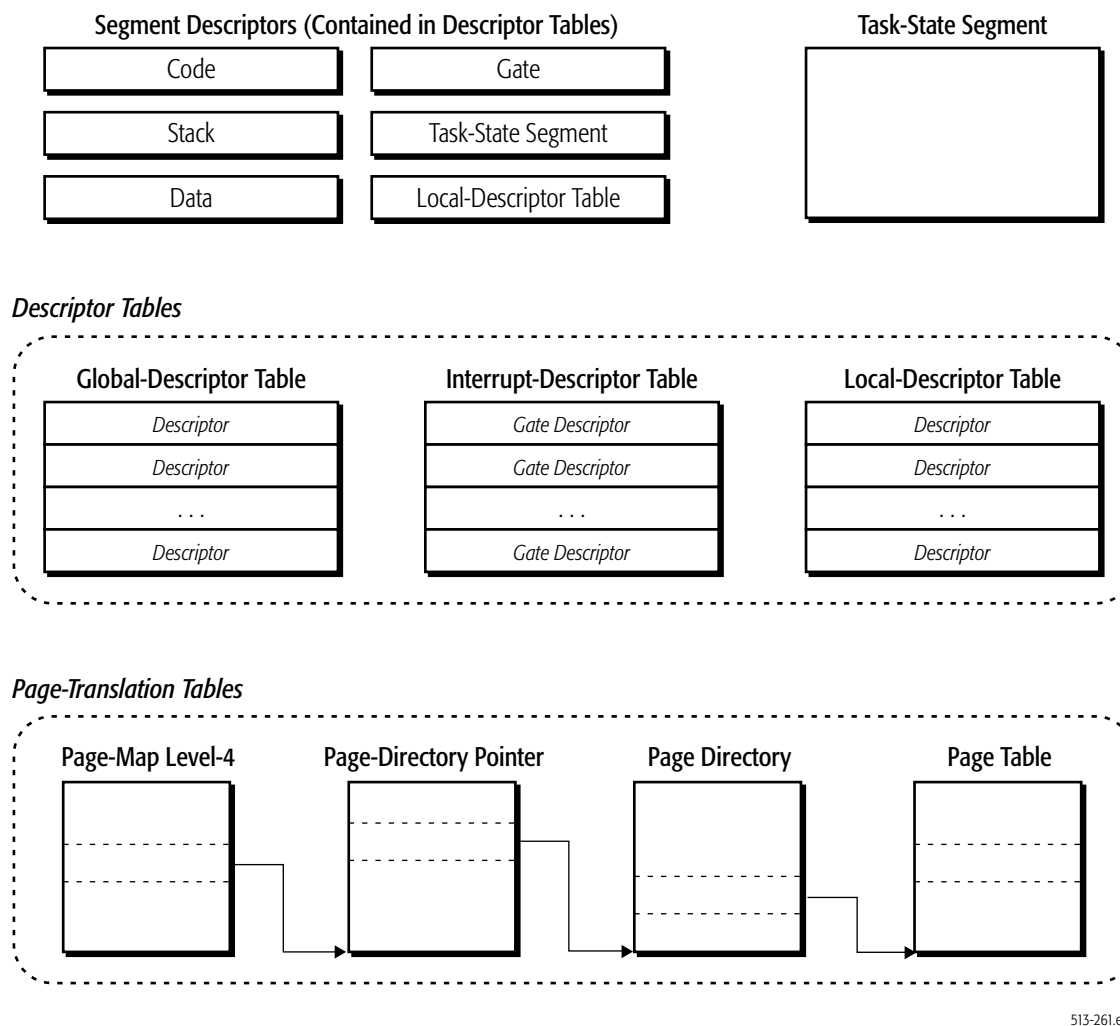 Segment Descriptors (Contained in Descriptor Tables)
Task-State Segment
Code
Gate
Stack
Task-State Segment
Data
Local-Descriptor Table
Descriptor Tables
Global-Descriptor Table
Interrupt-Descriptor Table
Local-Descriptor Table
Descriptor
Gate Descriptor
Descriptor
Descriptor
Gate Descriptor
Descriptor
. . .
. . .
. . .
Descriptor
Gate Descriptor
Descriptor
Page-Translation Tables
Page-Map Level-4
Page-Directory Pointer
Page Directory
Page Table
513-261.e